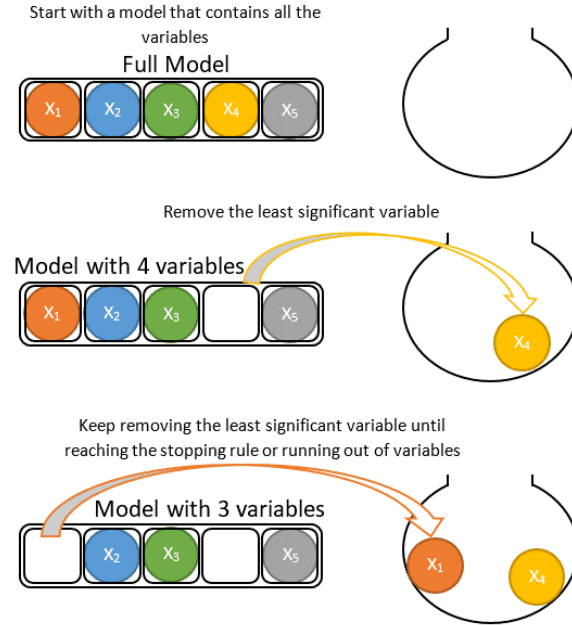 Start with a model that contains all the
variables
Full Model
X₁ X₂ X₃ X₄ X₅
Remove the least significant variable
Model with 4 variables
X₁ X₂ X₃ X₅
X₄
Keep removing the least significant variable until
reaching the stopping rule or running out of variables
Model with 3 variables
X₂ X₃ X₅
X₁ X₄